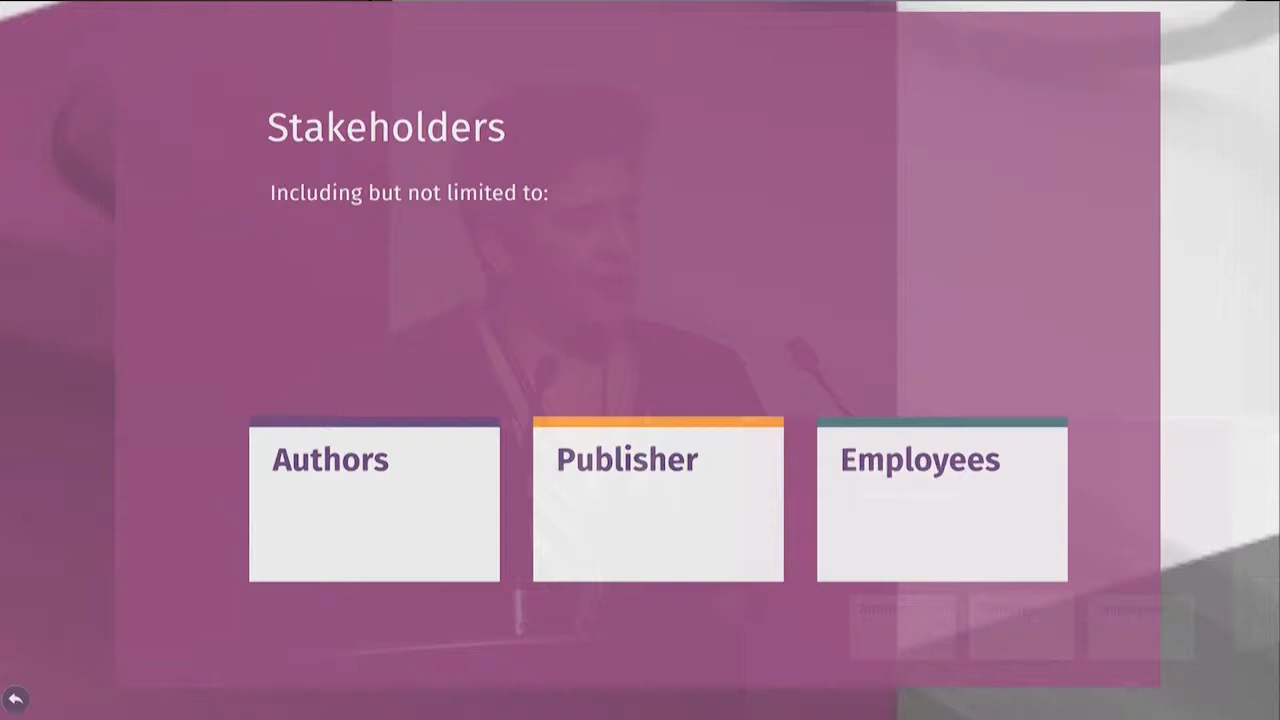 Stakeholders
Including but not limited to:
Authors
Publisher
Employees